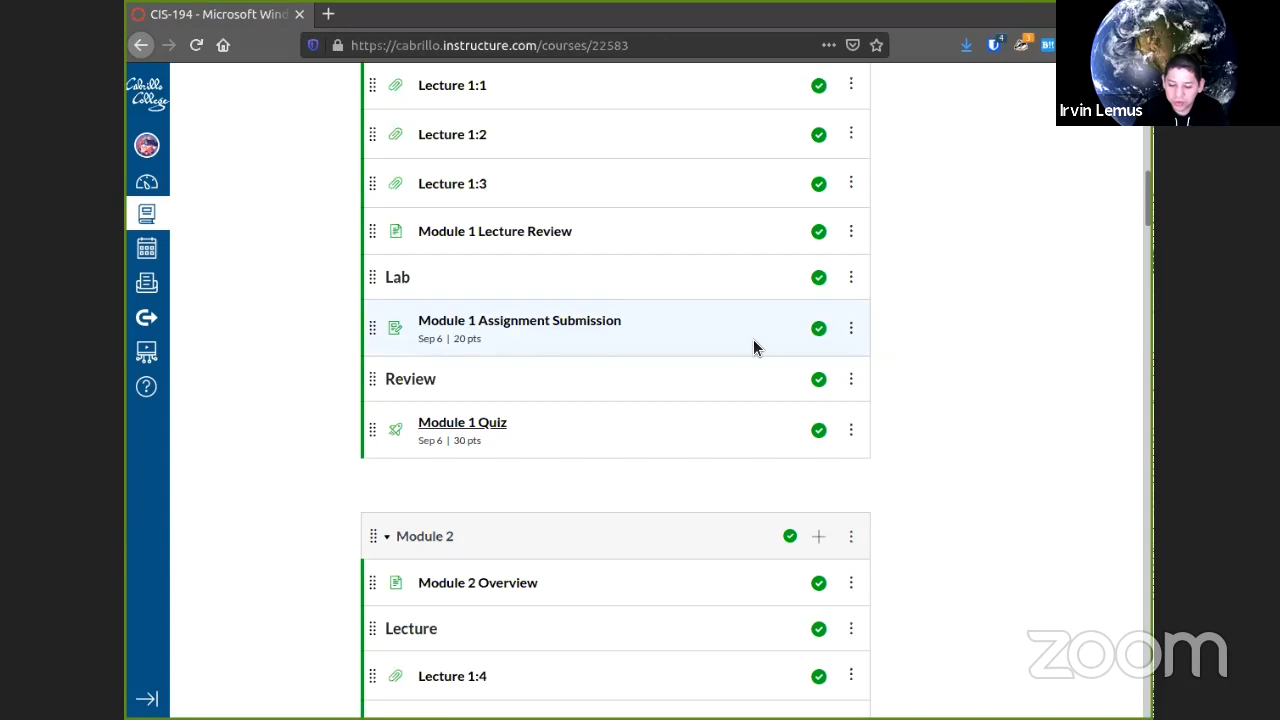 CIS-194 - Microsoft Wind
https://cabrillo.instructure.com/courses/22583
4
3
B!
Irvin Lemus
Cabrillo College
Lecture 1:1
Lecture 1:2
Lecture 1:3
Module 1 Lecture Review
Lab
Module 1 Assignment Submission
Sep 6 | 20 pts
Review
Module 1 Quiz
Sep 6 | 30 pts
Module 2
Module 2 Overview
Lecture
Lecture 1:4
zoom